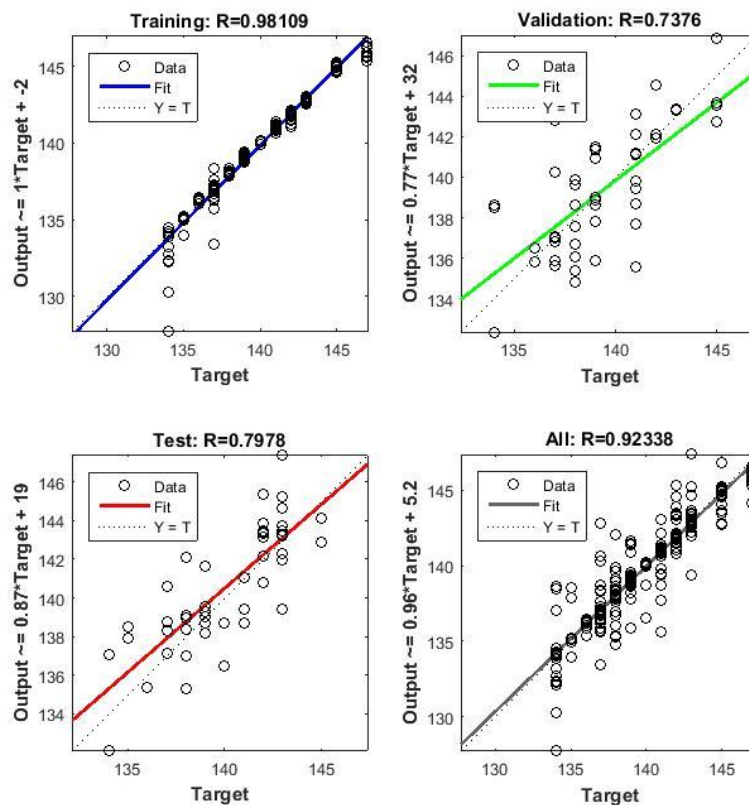 Training: R=0.98109
Output ~= 1*Target + -2
145
140
135
130
Data
Fit
Y = T
130 135 140 145
Target
Validation: R=0.7376
Output ~= 0.77*Target + 32
146
144
142
140
138
136
134
Data
Fit
Y = T
135 140 145
Target
Test: R=0.7978
Output ~= 0.87*Target + 19
146
144
142
140
138
136
134
Data
Fit
Y = T
135 140 145
Target
All: R=0.92338
Output ~= 0.96*Target + 5.2
145
140
135
130
Data
Fit
Y = T
130 135 140 145
Target